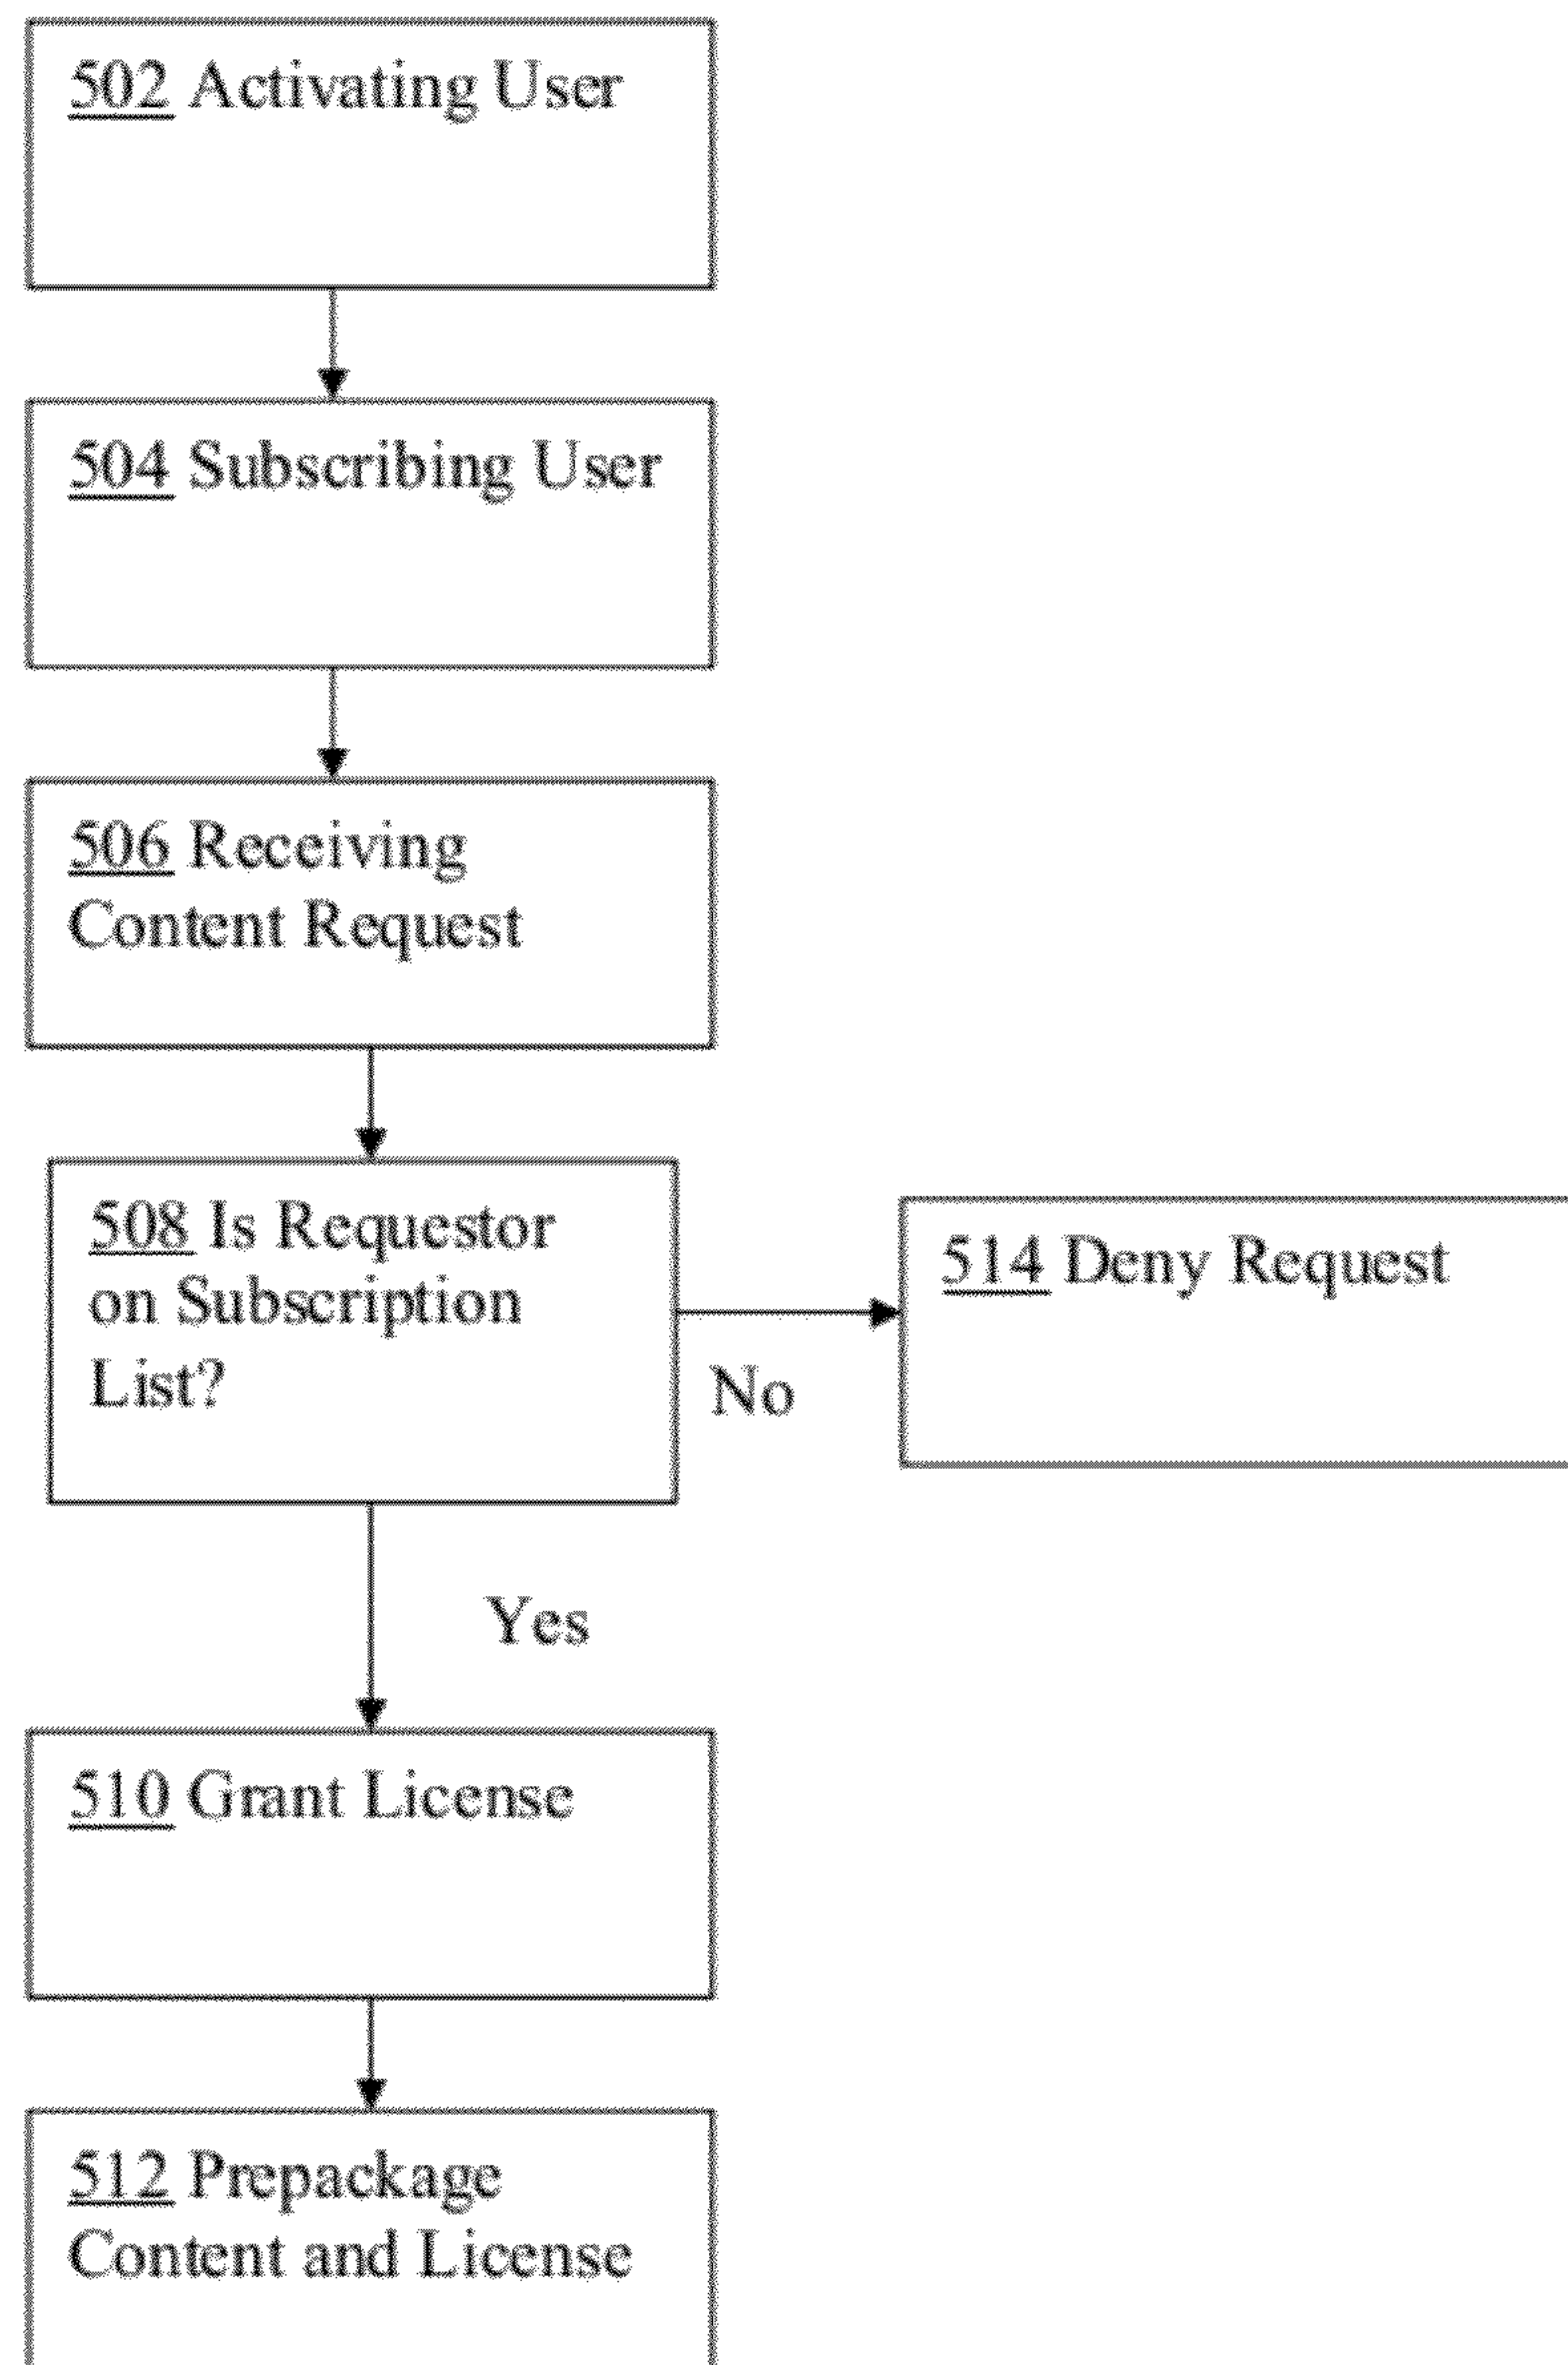 502 Activating User
504 Subscribing User
506 Receiving
Content Request
508 Is Requestor
on Subscription
List?
514 Deny Request
No
Yes
510 Grant License
512 Prepackage
Content and License